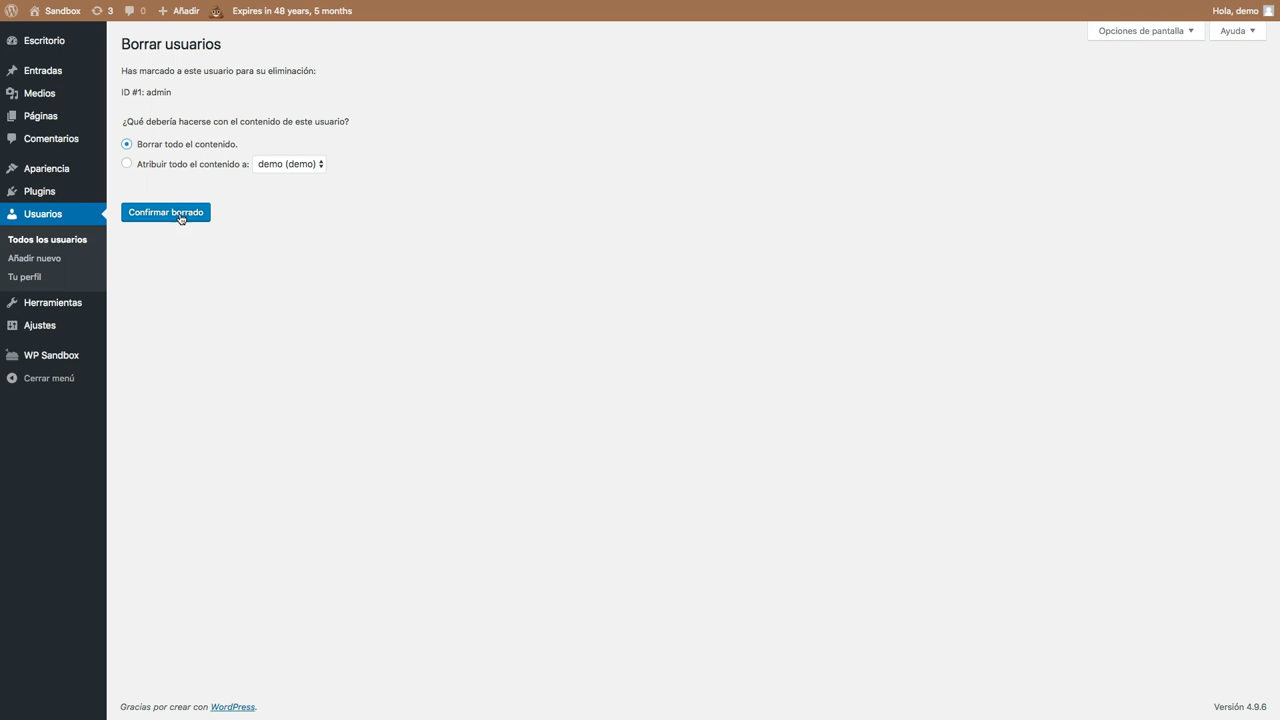 Sandbox 3 0 Añadir Expires in 48 years, 5 months Hola, demo
Opciones de pantalla Ayuda
Escritorio
Entradas
Medios
Páginas
Comentarios
Apariencia
Plugins
Usuarios
Todos los usuarios
Añadir nuevo
Tu perfil
Herramientas
Ajustes
WP Sandbox
Cerrar menú
Borrar usuarios
Has marcado a este usuario para su eliminación:
ID #1: admin
¿Qué debería hacerse con el contenido de este usuario?
Borrar todo el contenido.
Atribuir todo el contenido a: demo (demo)
Confirmar borrado
Gracias por crear con WordPress.
Versión 4.9.6